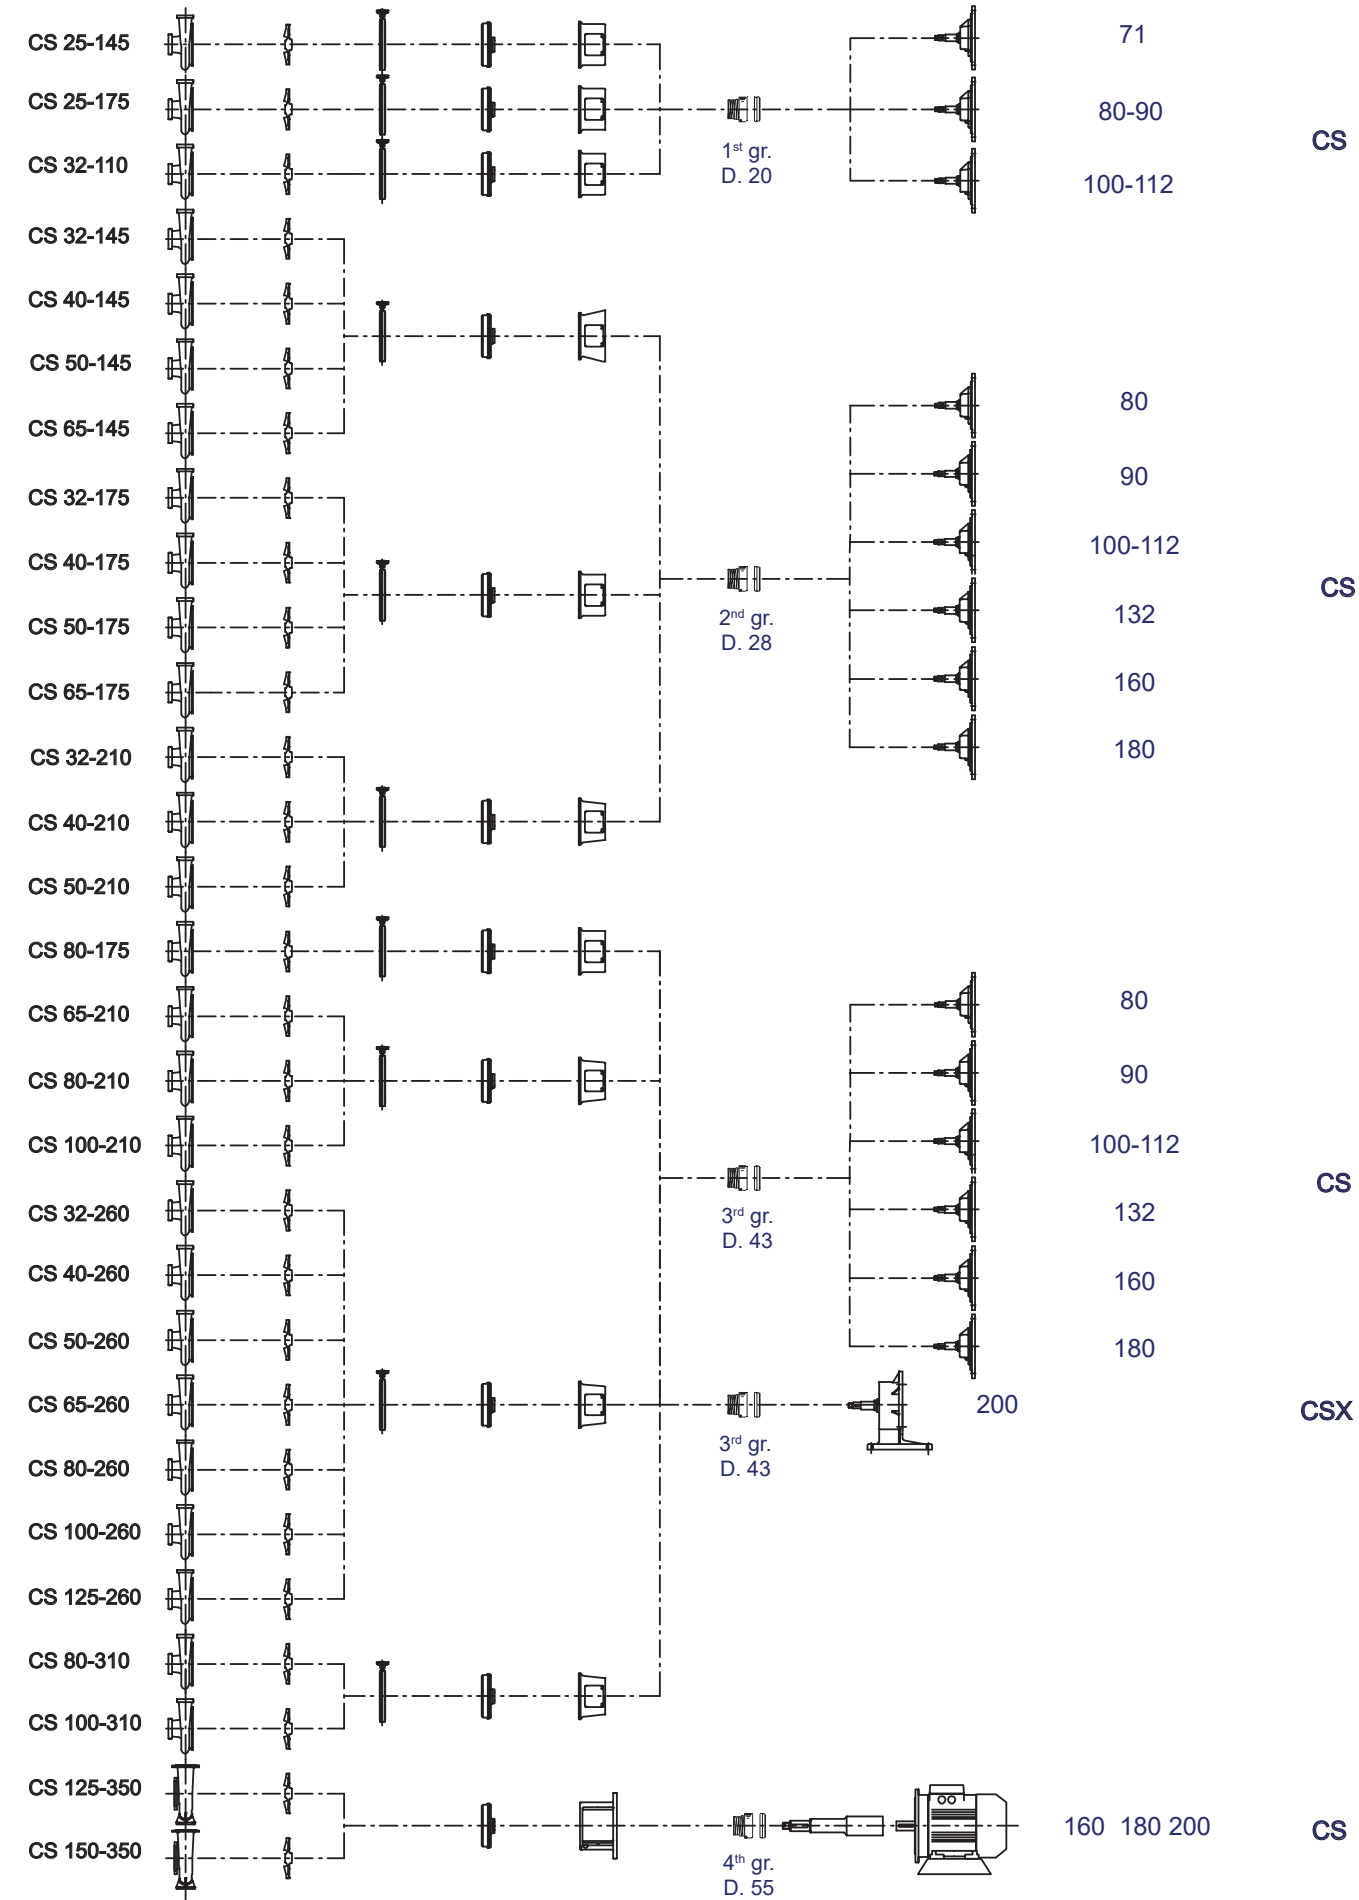 CS 25-145
71
CS 25-175
80-90
CS
1st gr.
D. 20
CS 32-110
100-112
CS 32-145
CS 40-145
CS 50-145
80
CS 65-145
90
CS 32-175
100-112
CS 40-175
CS
2nd gr.
D. 28
132
CS 50-175
160
CS 65-175
180
CS 32-210
CS 40-210
CS 50-210
CS 80-175
80
CS 65-210
90
CS 80-210
100-112
CS 100-210
CS
3rd gr.
D. 43
132
CS 32-260
160
CS 40-260
180
CS 50-260
200
CS 65-260
CSX
3rd gr.
D. 43
CS 80-260
CS 100-260
CS 125-260
CS 80-310
CS 100-310
CS 125-350
160 180 200
CS
CS 150-350
4th gr.
D. 55